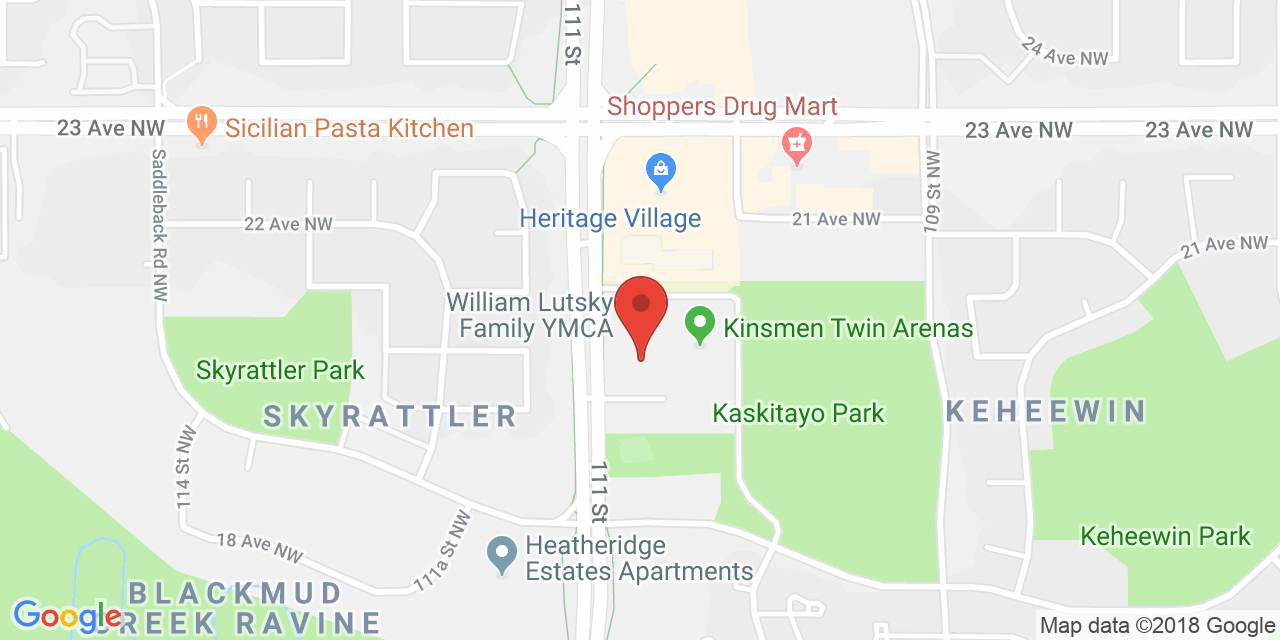 111 St
24 Ave NW
Shoppers Drug Mart
23 Ave NW
Sicilian Pasta Kitchen
23 Ave NW
23 Ave NW
Saddleback Rd NW
109 St NW
Heritage Village
22 Ave NW
21 Ave NW
21 Ave NW
William Lutsky
Family YMCA
Kinsmen Twin Arenas
Skyrattler Park
SKYRATTLER
Kaskitayo Park
KEHEEWIN
114 St NW
111 St
111a St NW
18 Ave NW
Keheewin Park
Heatheridge
Estates Apartments
BLACKMUD
CREEK RAVINE
Google
Map data ©2018 Google